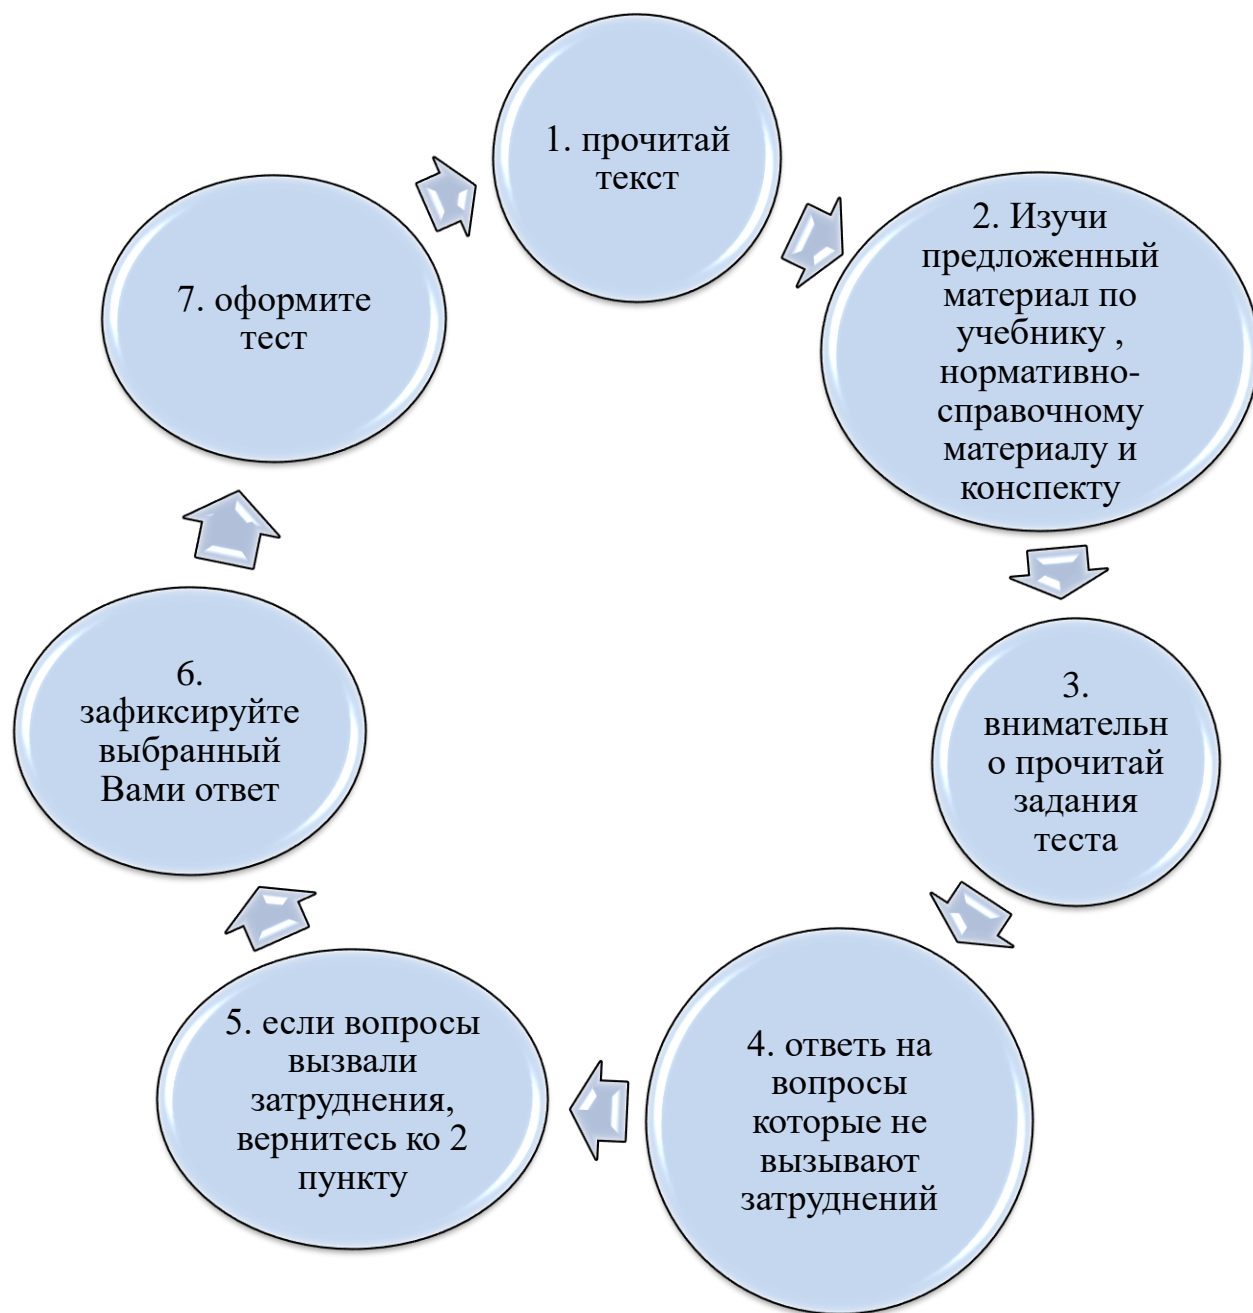 1. прочитай
текст
2. Изучи
предложенный
материал по
учебнику ,
нормативно-
справочному
материалу и
конспекту
3.
внимательн
о прочитай
задания
теста
4. ответь на
вопросы
которые не
вызывают
затруднений
5. если вопросы
вызвали
затруднения,
вернитесь ко 2
пункту
6.
зафиксируйте
выбранный
Вами ответ
7. оформите
тест